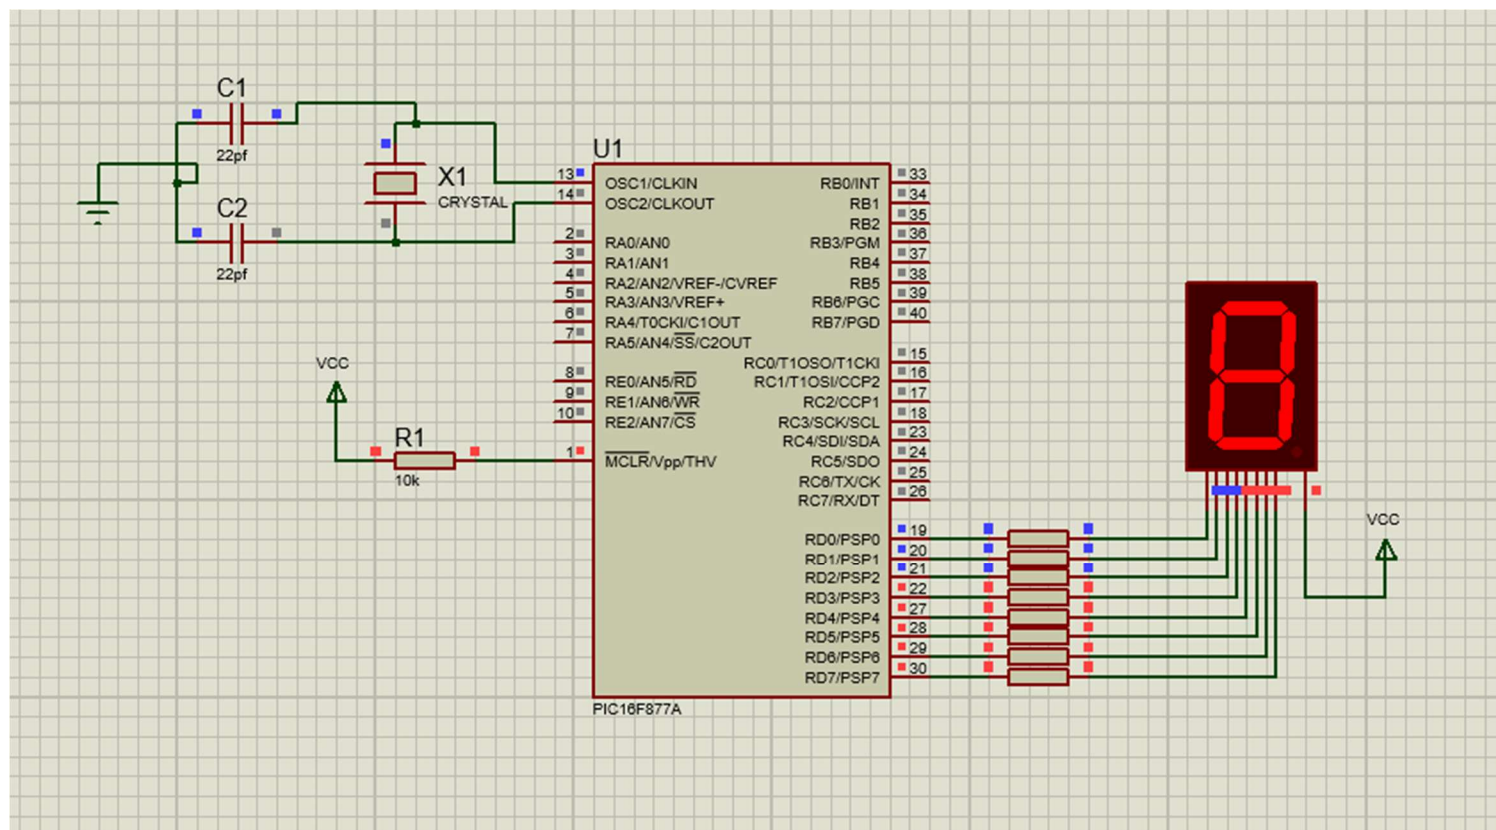 C1
22pf
C2
22pf
X1
CRYSTAL
VCC
R1
10k
U1
13 OSC1/CLKIN
14 OSC2/CLKOUT
2 RA0/AN0
3 RA1/AN1
4 RA2/AN2/VREF-/CVREF
5 RA3/AN3/VREF+
6 RA4/T0CKI/C1OUT
7 RA5/AN4/SS/C2OUT
8 RE0/AN5/RD
9 RE1/AN6/WR
10 RE2/AN7/CS
1 MCLR/Vpp/THV
RB0/INT 33
RB1 34
RB2 35
RB3/PGM 36
RB4 37
RB5 38
RB6/PGC 39
RB7/PGD 40
RC0/T1OSO/T1CKI 15
RC1/T1OSI/CCP2 16
RC2/CCP1 17
RC3/SCK/SCL 18
RC4/SDI/SDA 23
RC5/SDO 24
RC6/TX/CK 25
RC7/RX/DT 26
RD0/PSP0 19
RD1/PSP1 20
RD2/PSP2 21
RD3/PSP3 22
RD4/PSP4 27
RD5/PSP5 28
RD6/PSP6 29
RD7/PSP7 30
PIC16F877A
8
VCC